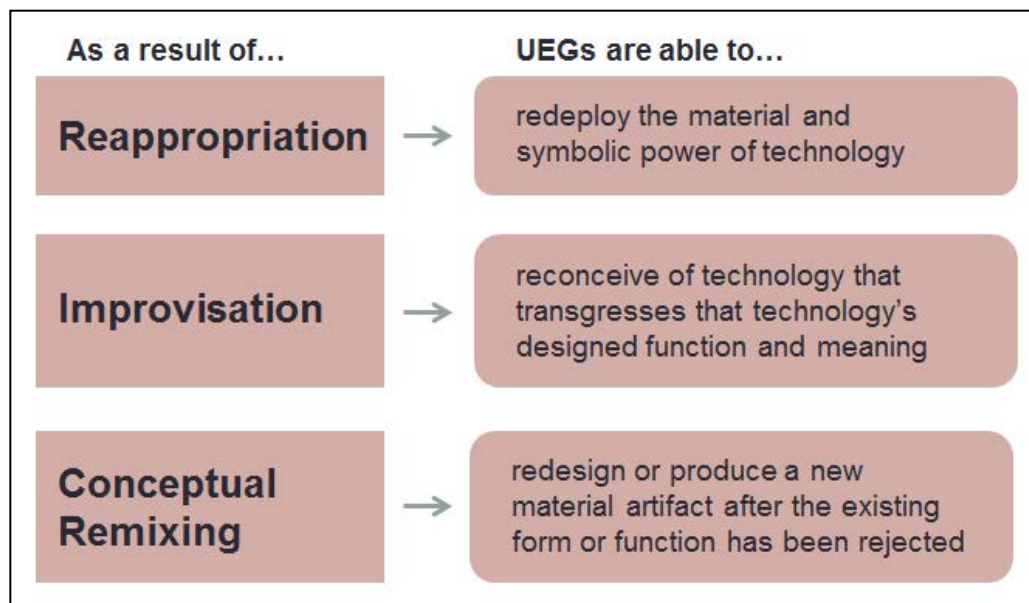 As a result of…
UEGs are able to…
Reappropriation
redeploy the material and
symbolic power of technology
Improvisation
reconceive of technology that
transgresses that technology’s
designed function and meaning
Conceptual
Remixing
redesign or produce a new
material artifact after the existing
form or function has been rejected